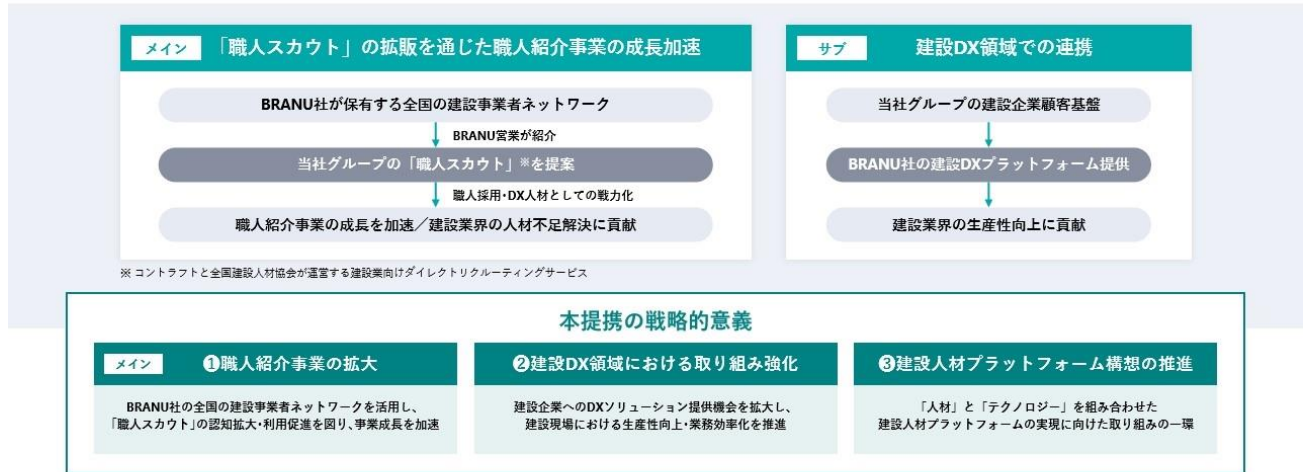 メイン 「職人スカウト」の拡販を通じた職人紹介事業の成長加速
BRANU社が保有する全国の建設事業者ネットワーク
BRANU営業が紹介
当社グループの「職人スカウト」※を提案
職人採用・DX人材としての戦力化
職人紹介事業の成長を加速／建設業界の人材不足解決に貢献
サブ 建設DX領域での連携
当社グループの建設企業顧客基盤
BRANU社の建設DXプラットフォーム提供
建設業界の生産性向上に貢献
※ コントラフトと全国建設人材協会が運営する建設業向けダイレクトリクルーティングサービス
本提携の戦略的意義
メイン ❶職人紹介事業の拡大
BRANU社の全国の建設事業者ネットワークを活用し、
「職人スカウト」の認知拡大・利用促進を図り、事業成長を加速
❷建設DX領域における取り組み強化
建設企業へのDXソリューション提供機会を拡大し、
建設現場における生産性向上・業務効率化を推進
❸建設人材プラットフォーム構想の推進
「人材」と「テクノロジー」を組み合わせた
建設人材プラットフォームの実現に向けた取り組みの一環